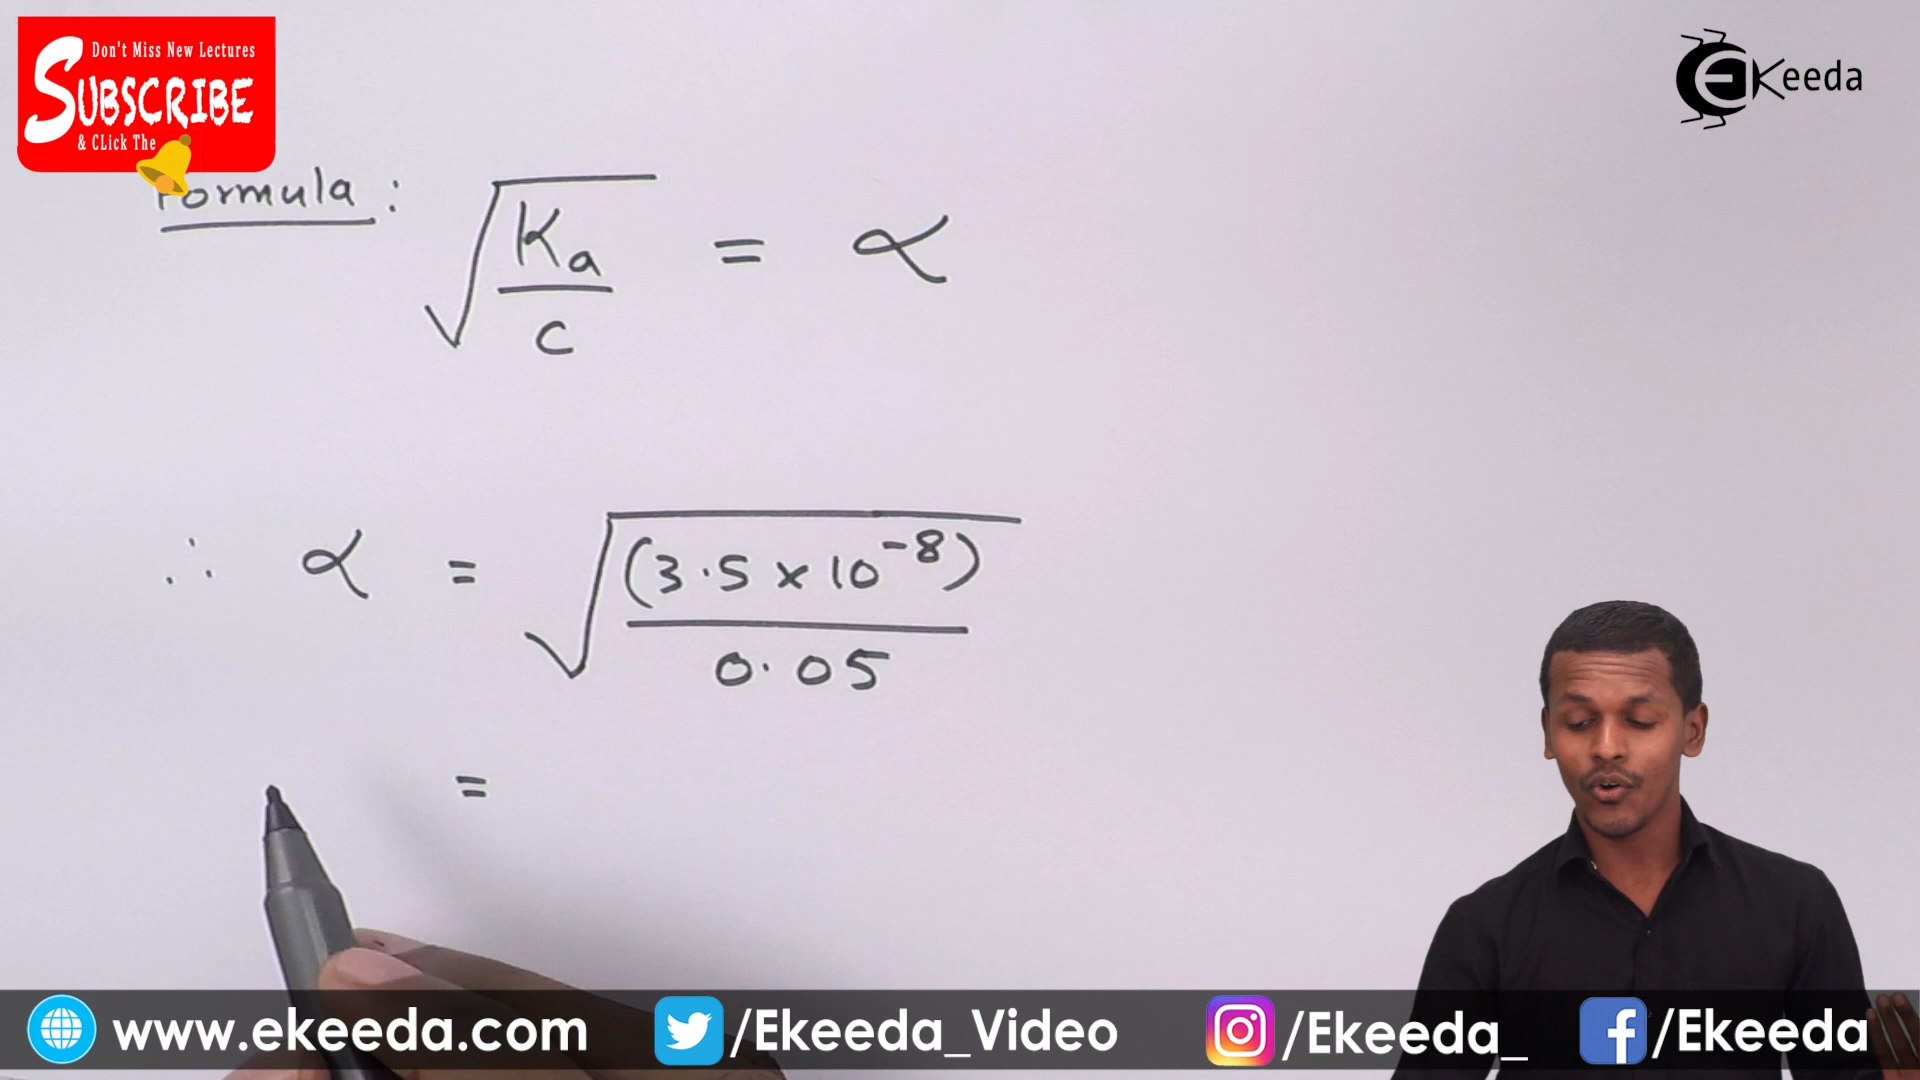 Don't Miss New Lectures
SUBSCRIBE
& CLick The
EKeeda
Formula :
√(Ka/c) = α
∴ α = √((3.5 × 10⁻⁸)/0.05)
=
www.ekeeda.com
/Ekeeda_Video
/Ekeeda_
/Ekeeda